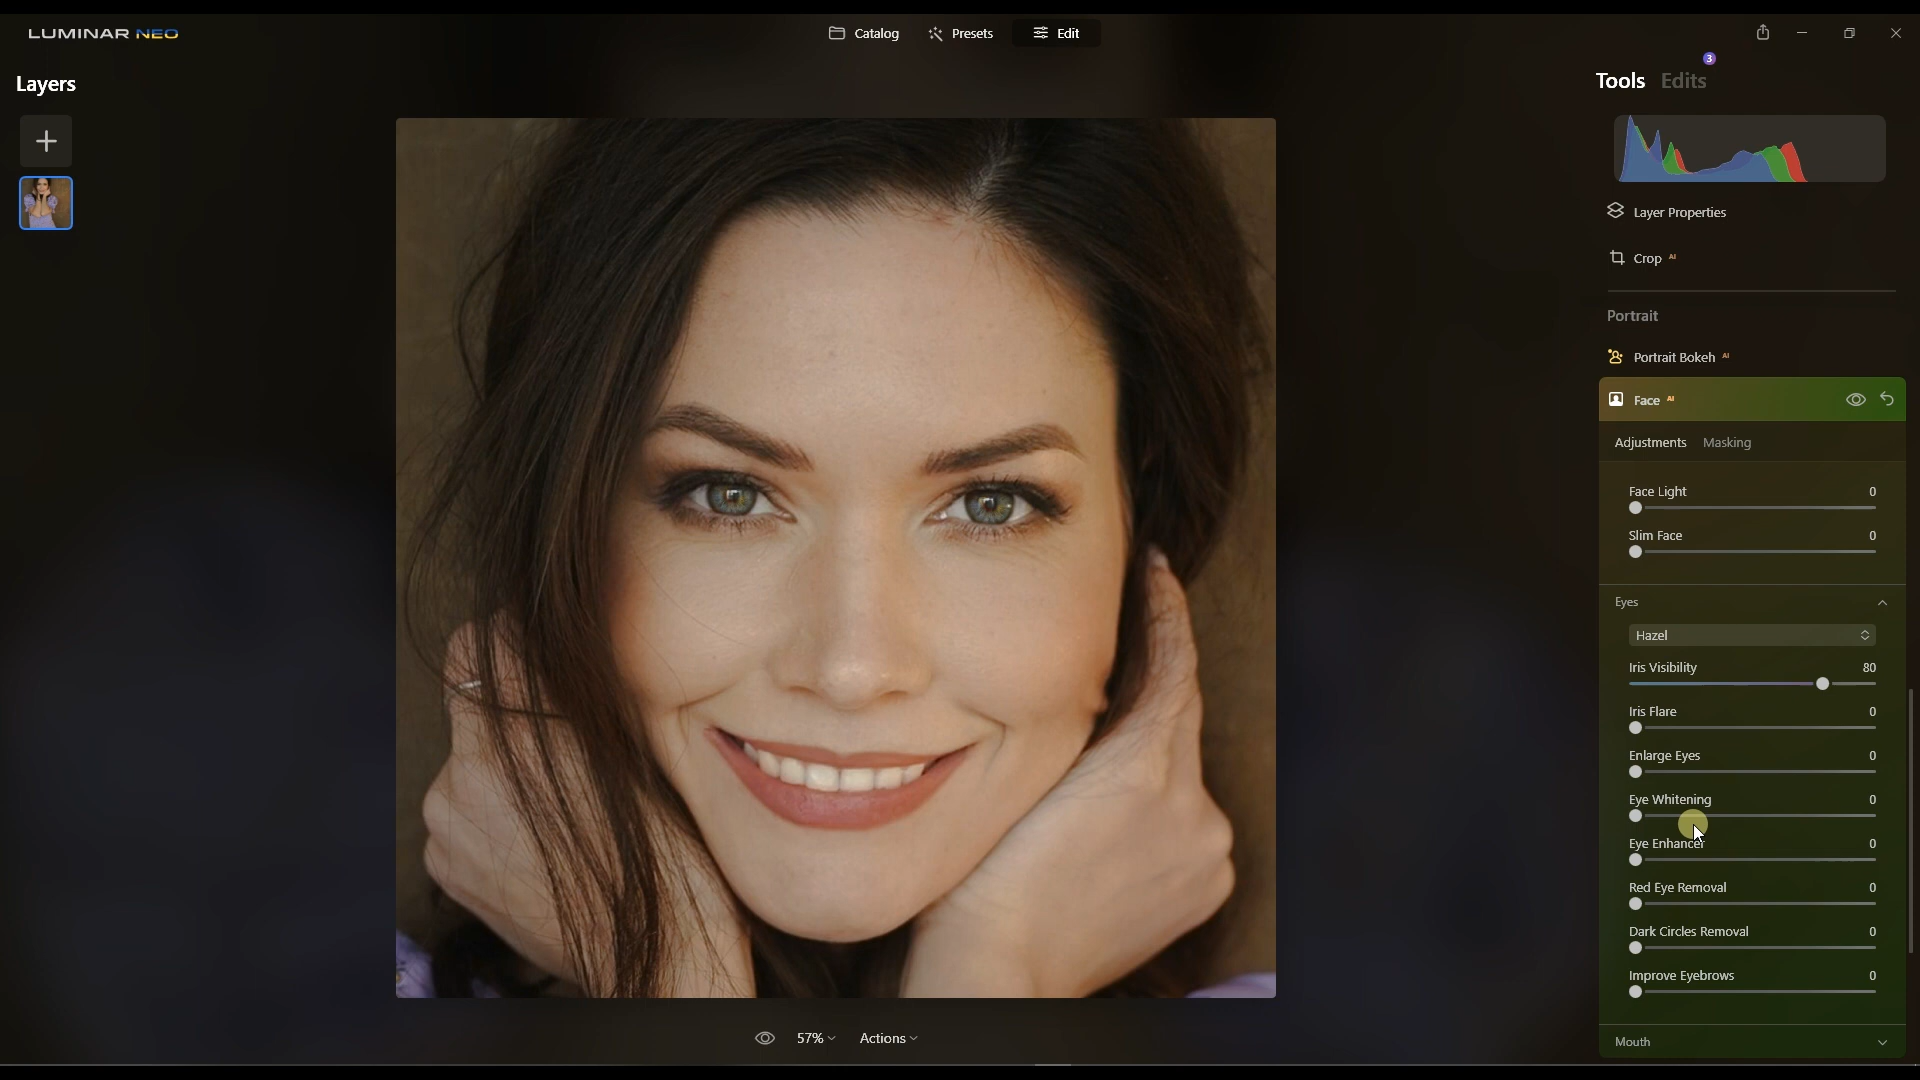 LUMINAR NEO
Catalog
Presets
Edit
Layers
3
Tools
Edits
Layer Properties
Crop AI
Portrait
Portrait Bokeh AI
Face AI
Adjustments
Masking
Face Light 0
Slim Face 0
Eyes
Hazel
Iris Visibility 80
Iris Flare 0
Enlarge Eyes 0
Eye Whitening 0
Eye Enhancer 0
Red Eye Removal 0
Dark Circles Removal 0
Improve Eyebrows 0
Mouth
57%
Actions